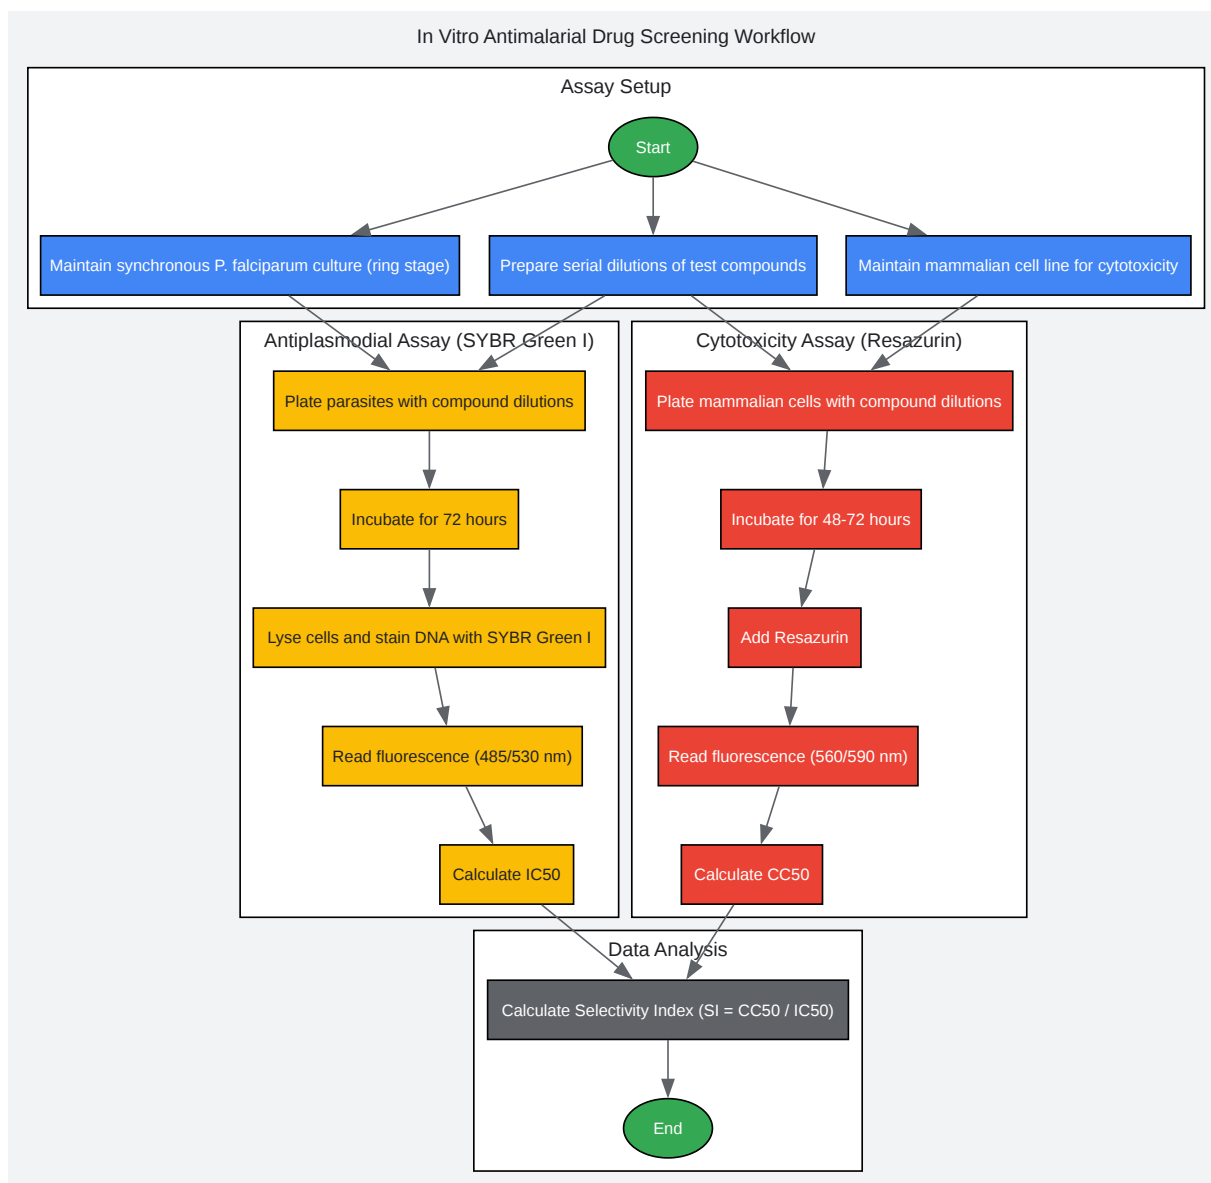 In Vitro Antimalarial Drug Screening Workflow
Assay Setup
Start
Maintain synchronous P. falciparum culture (ring stage)
Prepare serial dilutions of test compounds
Maintain mammalian cell line for cytotoxicity
Antiplasmodial Assay (SYBR Green I)
Plate parasites with compound dilutions
Incubate for 72 hours
Lyse cells and stain DNA with SYBR Green I
Read fluorescence (485/530 nm)
Calculate IC50
Cytotoxicity Assay (Resazurin)
Plate mammalian cells with compound dilutions
Incubate for 48-72 hours
Add Resazurin
Read fluorescence (560/590 nm)
Calculate CC50
Data Analysis
Calculate Selectivity Index (SI = CC50 / IC50)
End